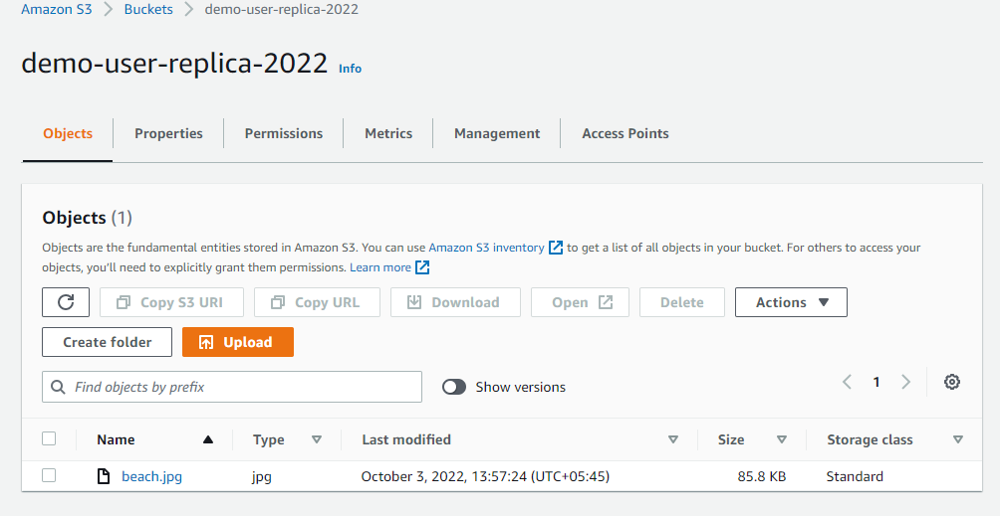 Amazon S3 > Buckets > demo-user-replica-2022
demo-user-replica-2022 Info
Objects Properties Permissions Metrics Management Access Points
Objects (1)
Objects are the fundamental entities stored in Amazon S3. You can use Amazon S3 inventory to get a list of all objects in your bucket. For others to access your
objects, you'll need to explicitly grant them permissions. Learn more
Copy S3 URI Copy URL Download Open Delete Actions
Create folder Upload
Find objects by prefix Show versions 1
Name Type Last modified Size Storage class
beach.jpg jpg October 3, 2022, 13:57:24 (UTC+05:45) 85.8 KB Standard